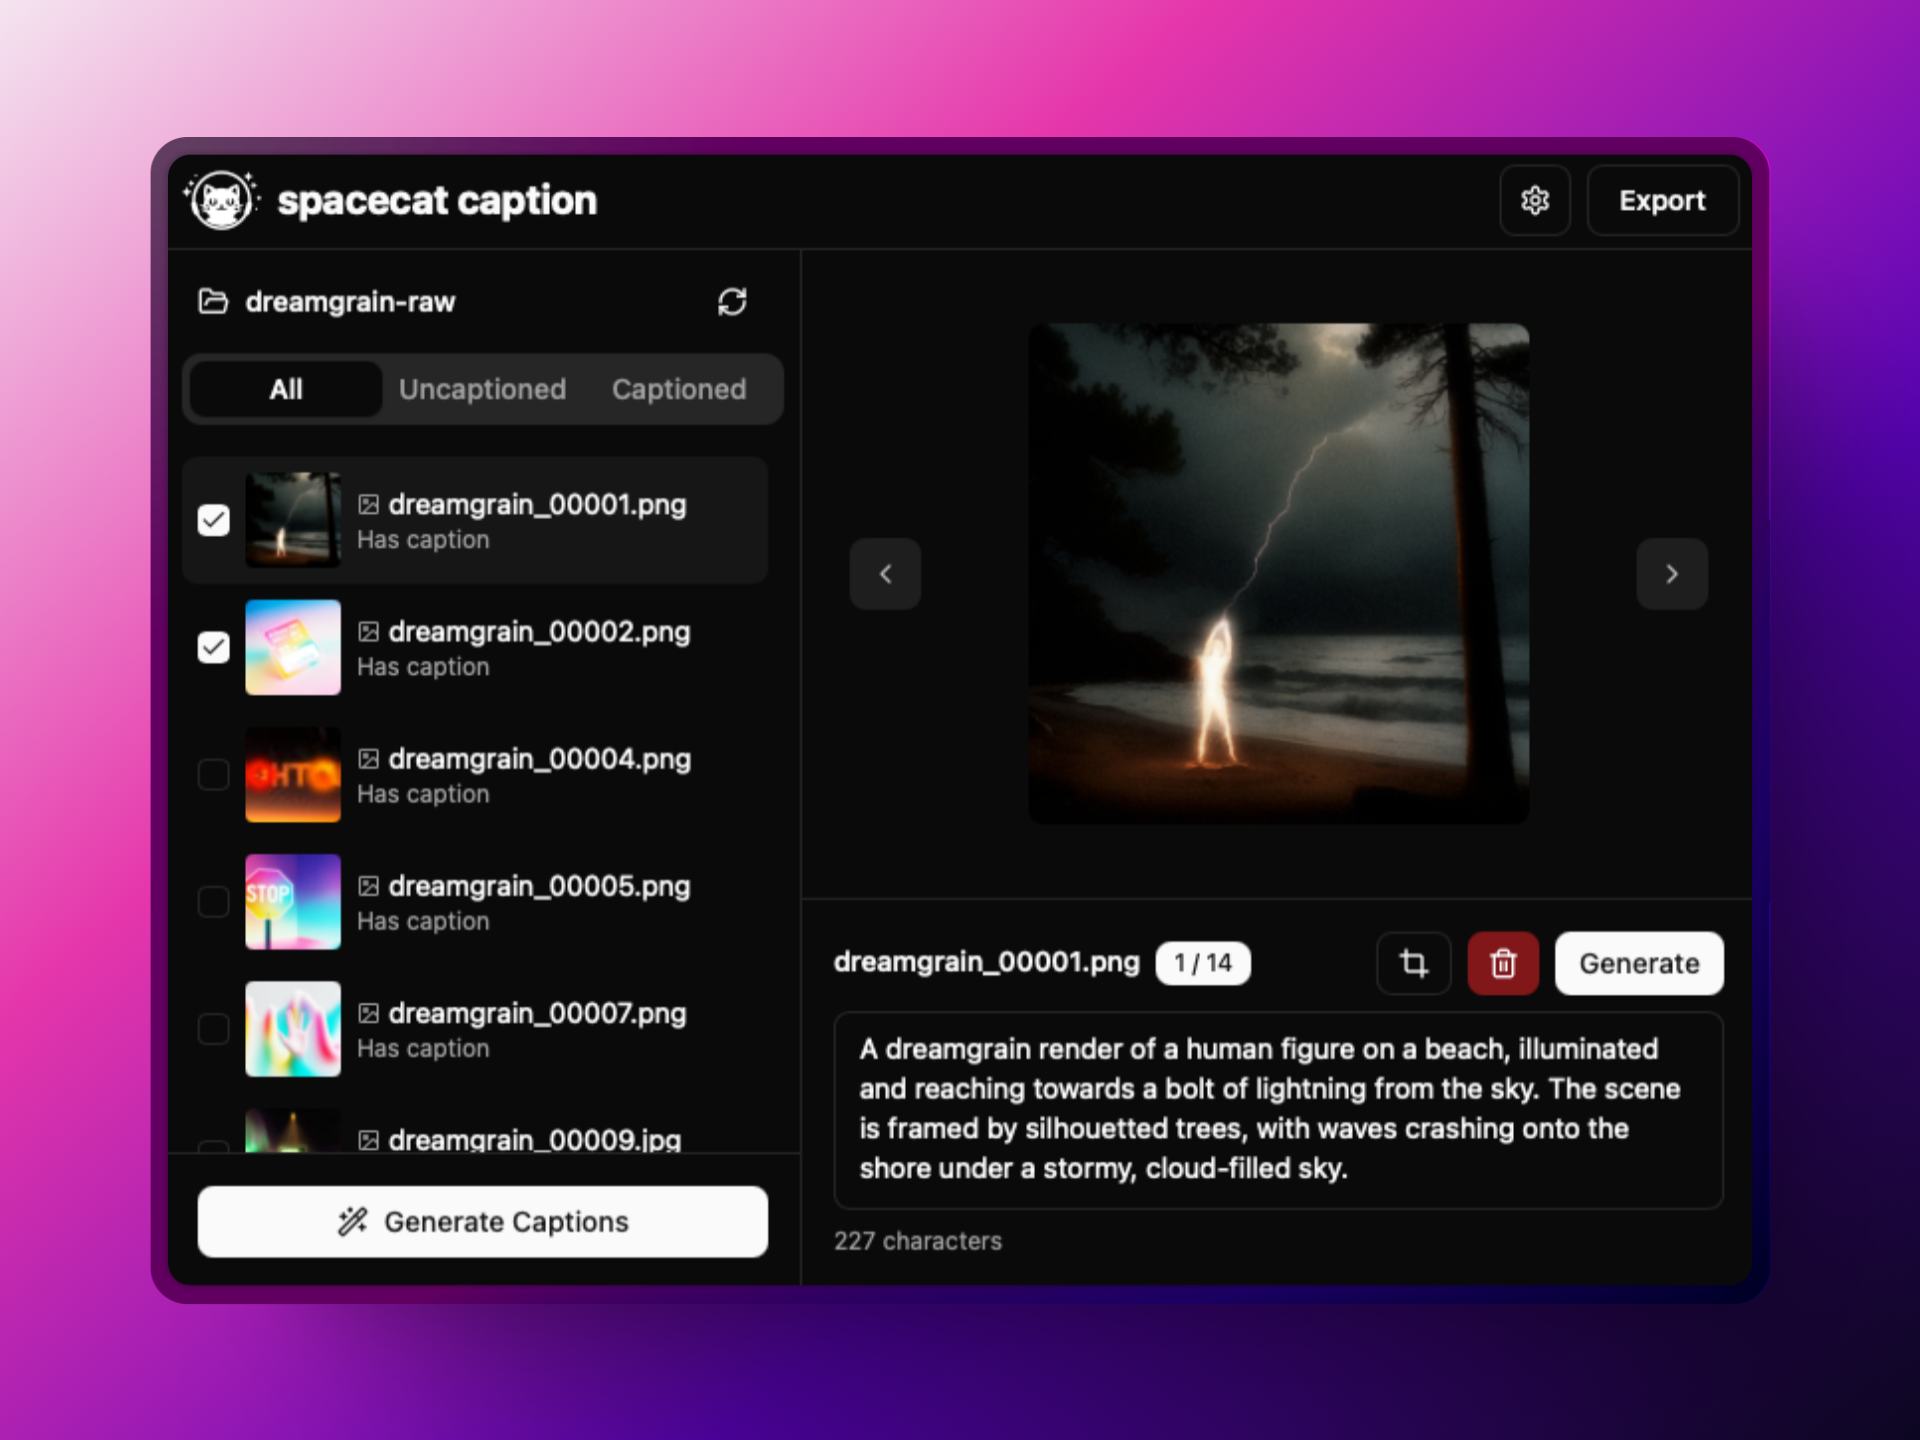 spacecat caption
Export
dreamgrain-raw
All
Uncaptioned
Captioned
dreamgrain_00001.png
Has caption
dreamgrain_00002.png
Has caption
dreamgrain_00004.png
Has caption
STOP
dreamgrain_00005.png
Has caption
dreamgrain_00007.png
Has caption
dreamgrain_00009.jpg
Generate Captions
dreamgrain_00001.png
1 / 14
Generate
A dreamgrain render of a human figure on a beach, illuminated
and reaching towards a bolt of lightning from the sky. The scene
is framed by silhouetted trees, with waves crashing onto the
shore under a stormy, cloud-filled sky.
227 characters